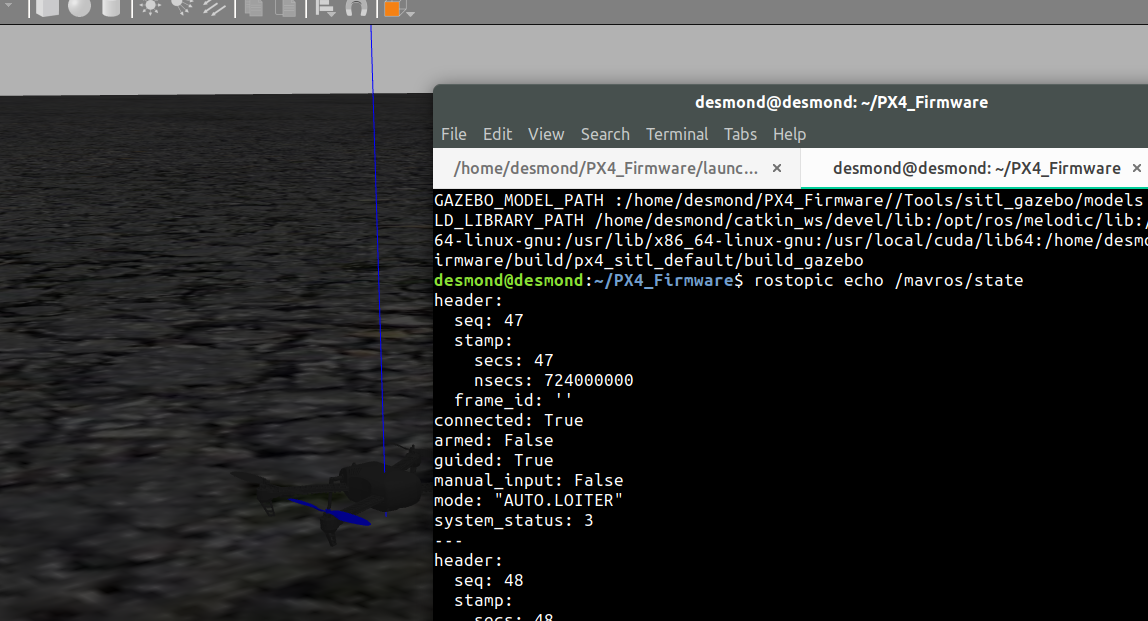 desmond@desmond: ~/PX4_Firmware
File Edit View Search Terminal Tabs Help
/home/desmond/PX4_Firmware/launc... × desmond@desmond: ~/PX4_Firmware ×
GAZEBO_MODEL_PATH :/home/desmond/PX4_Firmware//Tools/sitl_gazebo/models
LD_LIBRARY_PATH /home/desmond/catkin_ws/devel/lib:/opt/ros/melodic/lib:/
64-linux-gnu:/usr/lib/x86_64-linux-gnu:/usr/local/cuda/lib64:/home/desmo
irmware/build/px4_sitl_default/build_gazebo
desmond@desmond:~/PX4_Firmware$ rostopic echo /mavros/state
header:
  seq: 47
  stamp:
    secs: 47
    nsecs: 724000000
  frame_id: ''
connected: True
armed: False
guided: True
manual_input: False
mode: "AUTO.LOITER"
system_status: 3
---
header:
  seq: 48
  stamp:
    secs: 48